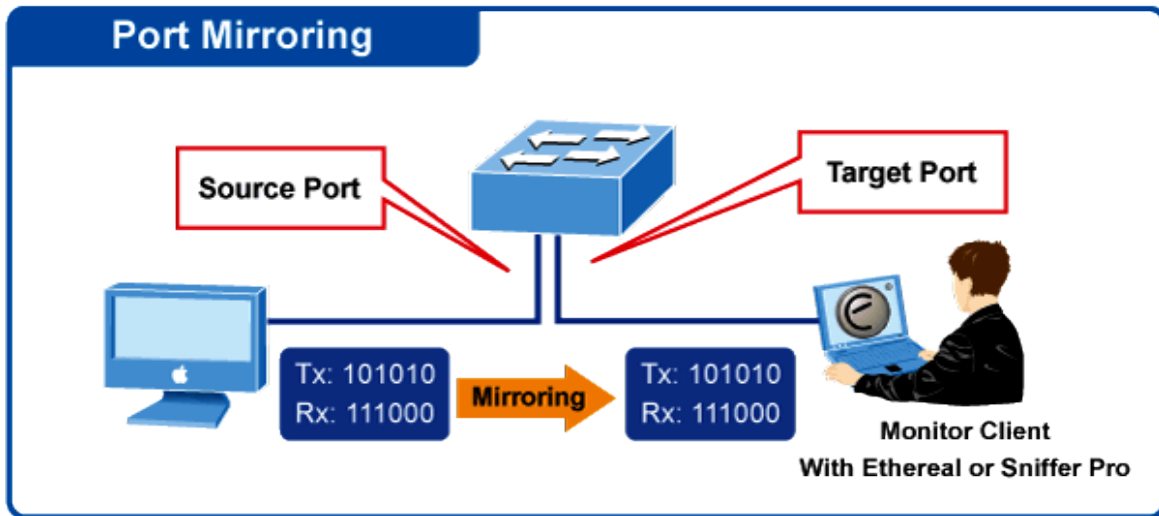 Port Mirroring
Source Port
Target Port
Tx: 101010
Rx: 111000
Mirroring
Tx: 101010
Rx: 111000
e
Monitor Client
With Ethereal or Sniffer Pro